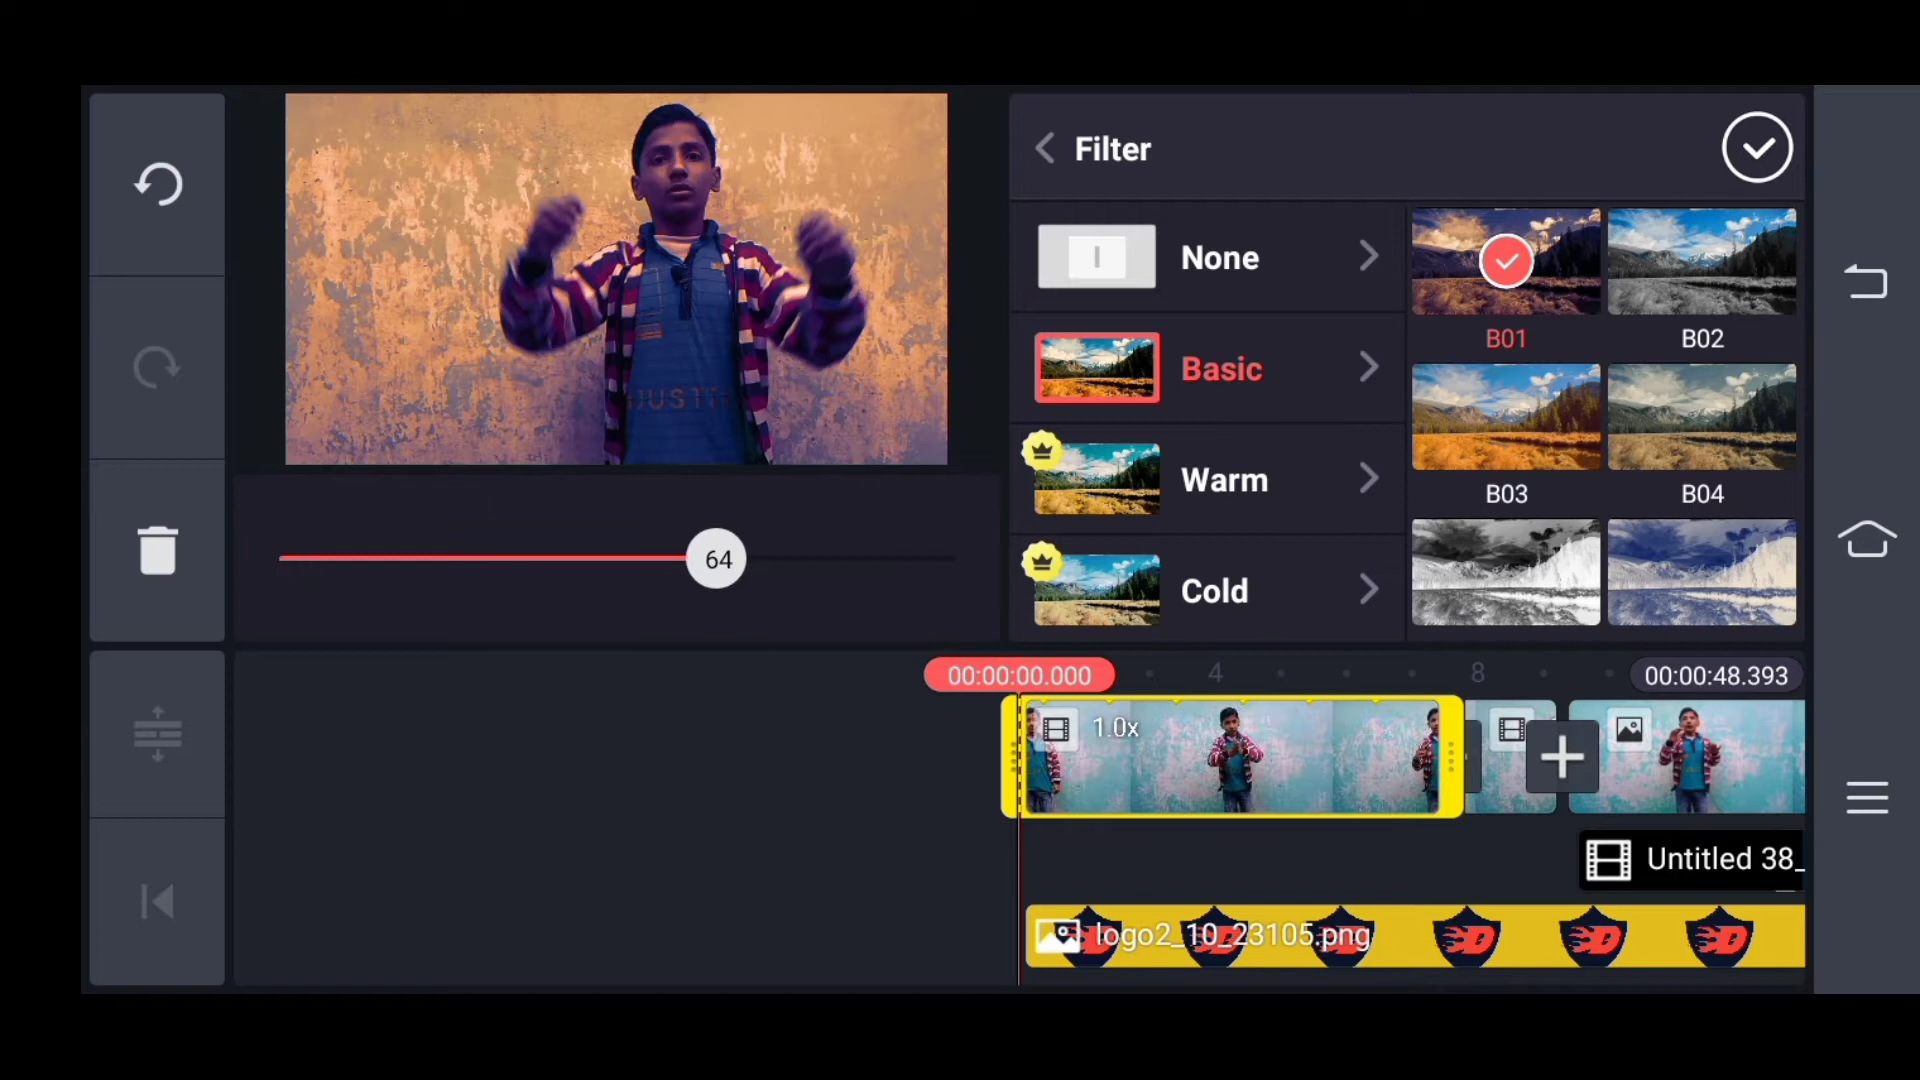 Filter
None
Basic
Warm
Cold
B01
B02
B03
B04
JUSTI
64
00:00:00.000
4
8
00:00:48.393
1.0x
Untitled 38_
logo2_10_23105.png